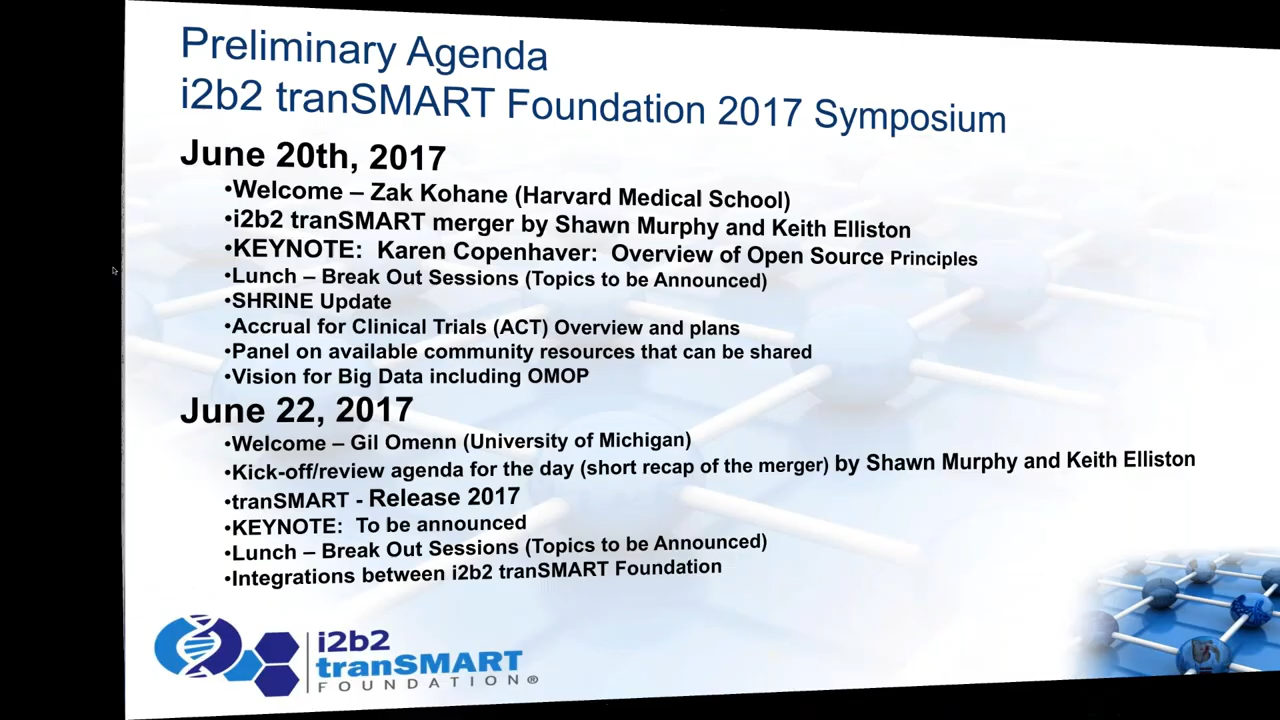 Preliminary Agenda
i2b2 tranSMART Foundation 2017 Symposium
June 20th, 2017
•Welcome – Zak Kohane (Harvard Medical School)
•i2b2 tranSMART merger by Shawn Murphy and Keith Elliston
•KEYNOTE: Karen Copenhaver: Overview of Open Source Principles
•Lunch – Break Out Sessions (Topics to be Announced)
•SHRINE Update
•Accrual for Clinical Trials (ACT) Overview and plans
•Panel on available community resources that can be shared
•Vision for Big Data including OMOP
June 22, 2017
•Welcome – Gil Omenn (University of Michigan)
•Kick-off/review agenda for the day (short recap of the merger) by Shawn Murphy and Keith Elliston
•tranSMART - Release 2017
•KEYNOTE: To be announced
•Lunch – Break Out Sessions (Topics to be Announced)
•Integrations between i2b2 tranSMART Foundation
i2b2
tranSMART
FOUNDATION®